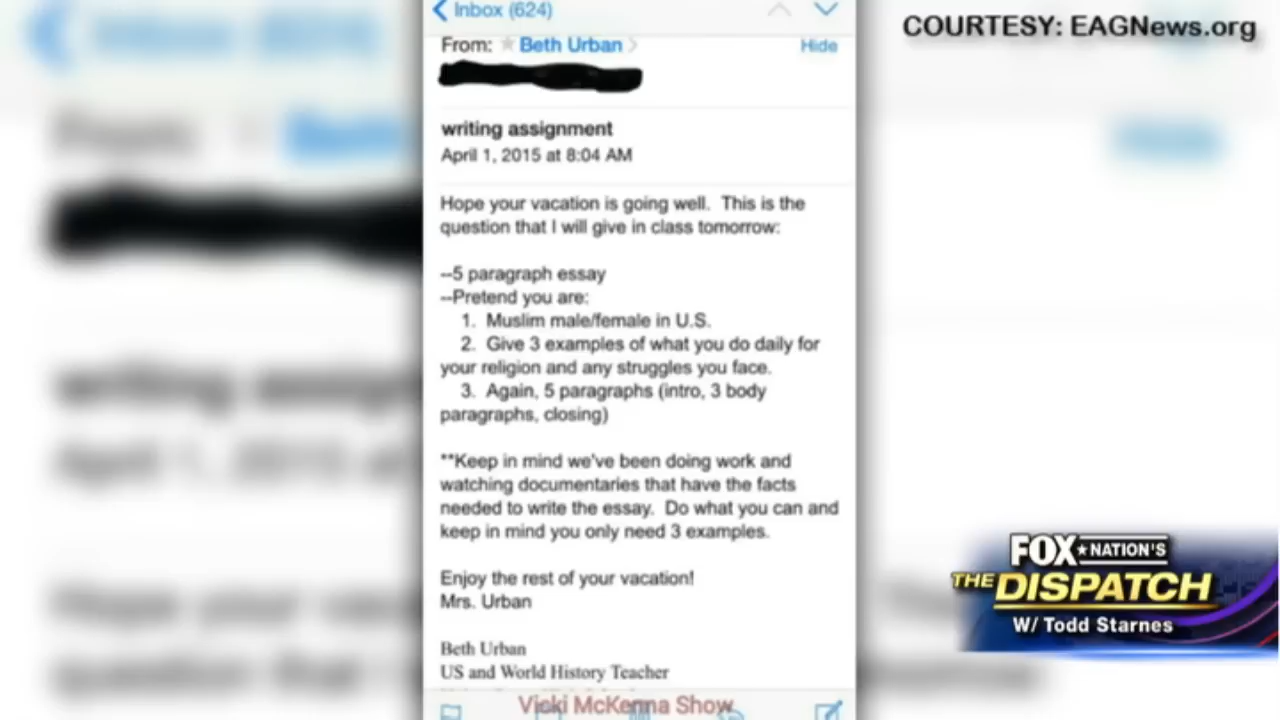 Inbox (624)
COURTESY: EAGNews.org
From: Beth Urban
Hide
writing assignment
April 1, 2015 at 8:04 AM
Hope your vacation is going well. This is the
question that I will give in class tomorrow:
--5 paragraph essay
--Pretend you are:
1. Muslim male/female in U.S.
2. Give 3 examples of what you do daily for
your religion and any struggles you face.
3. Again, 5 paragraphs (intro, 3 body
paragraphs, closing)
**Keep in mind we've been doing work and
watching documentaries that have the facts
needed to write the essay. Do what you can and
keep in mind you only need 3 examples.
Enjoy the rest of your vacation!
Mrs. Urban
Beth Urban
US and World History Teacher
Vicki McKenna Show
FOX NATION'S
THE DISPATCH
W/ Todd Starnes